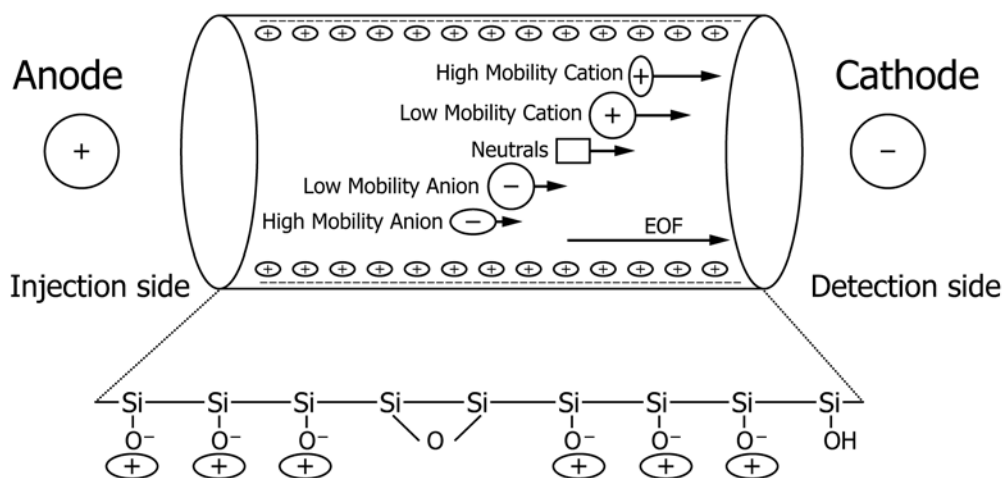 + + + + + + + + + + + +
High Mobility Cation +
Anode
Cathode
Low Mobility Cation +
+
Neutrals
−
Low Mobility Anion −
High Mobility Anion −
EOF
+ + + + + + + + + + + +
Injection side
Detection side
Si Si Si Si Si Si Si Si Si
O− O− O− O O− O− O− OH
+ + + + + +